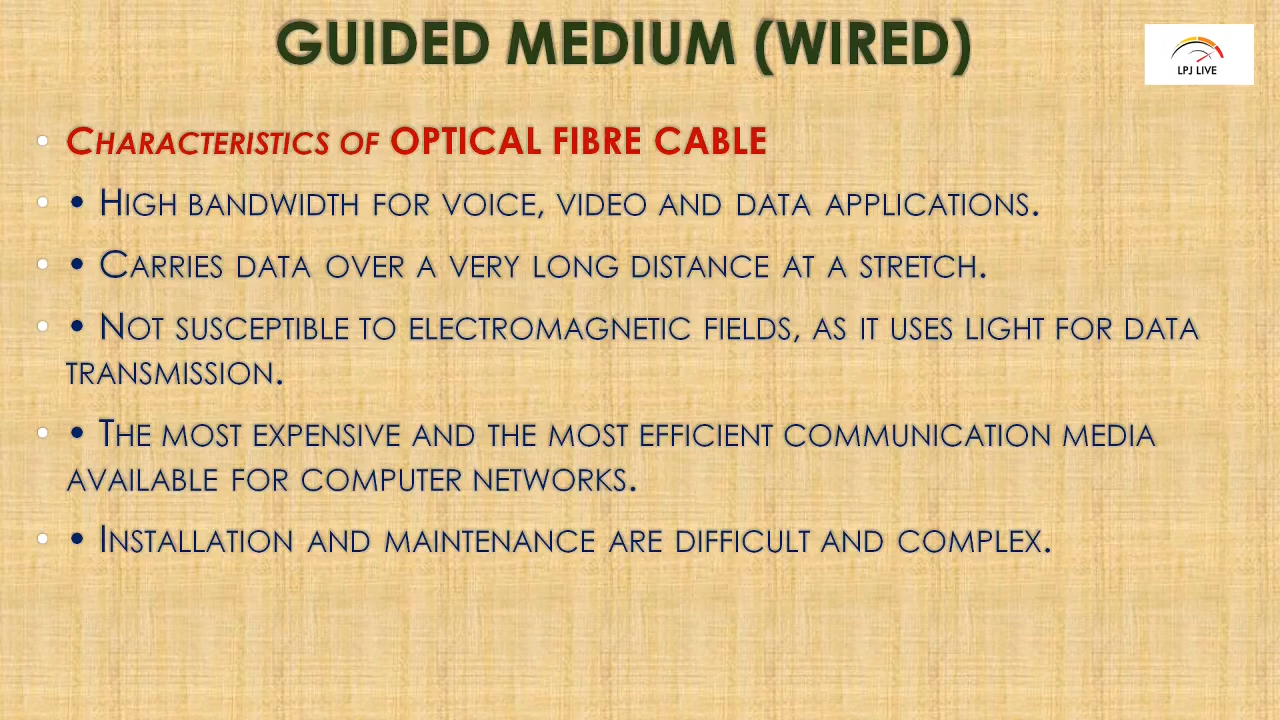 GUIDED MEDIUM (WIRED)
LPJ LIVE
• Characteristics of OPTICAL FIBRE CABLE
• • High bandwidth for voice, video and data applications.
• • Carries data over a very long distance at a stretch.
• • Not susceptible to electromagnetic fields, as it uses light for data
transmission.
• • The most expensive and the most efficient communication media
available for computer networks.
• • Installation and maintenance are difficult and complex.